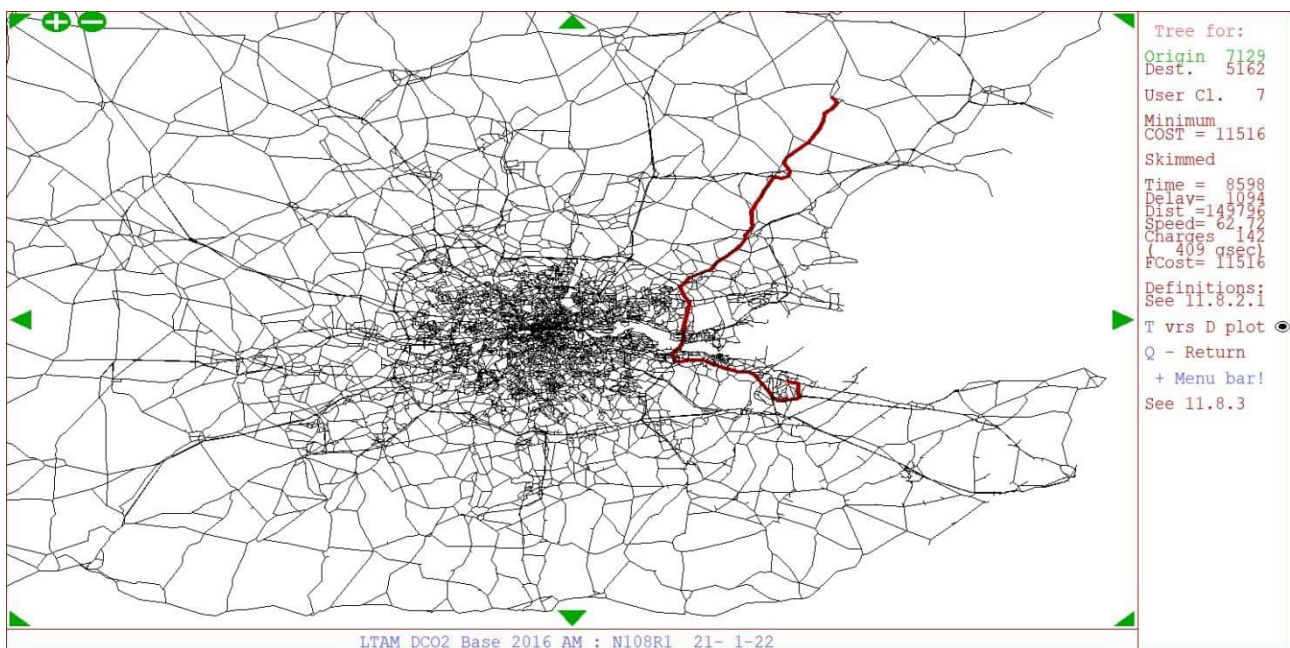 Tree for:
Origin 7129
Dest. 5162
User Cl. 7
Minimum
COST = 11516
Skimmed
Time = 8598
Delay= 1094
Dist =149796
Speed= 62.72
Charges 142
( 409 gsec)
FCost= 11516
Definitions:
See 11.8.2.1
T vrs D plot
Q - Return
+ Menu bar!
See 11.8.3
LTAM DCO2 Base 2016 AM : N108R1 21- 1-22